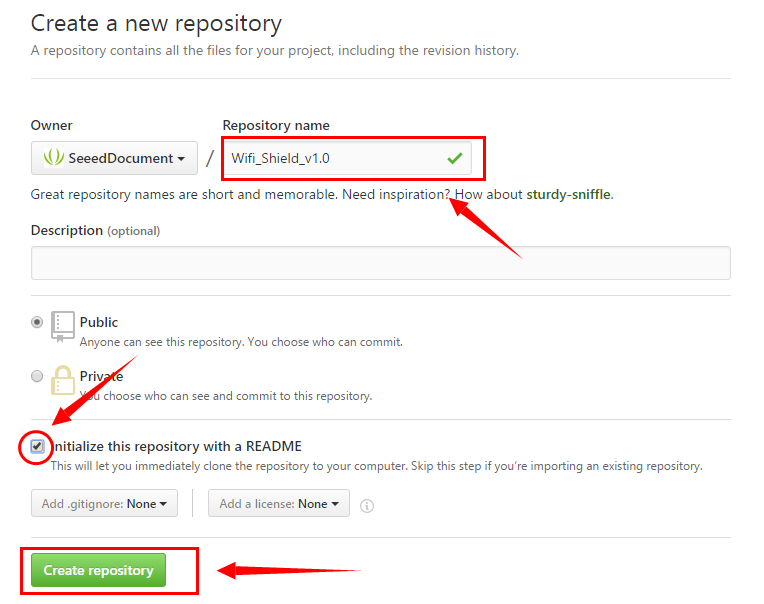 Create a new repository
A repository contains all the files for your project, including the revision history.
Owner Repository name
SeeedDocument / Wifi_Shield_v1.0
Great repository names are short and memorable. Need inspiration? How about sturdy-sniffle.
Description (optional)
Public
Anyone can see this repository. You choose who can commit.
Private
You choose who can see and commit to this repository.
Initialize this repository with a README
This will let you immediately clone the repository to your computer. Skip this step if you're importing an existing repository.
Add .gitignore: None Add a license: None
Create repository